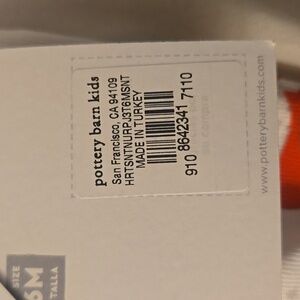 pottery barn kids
San Francisco, CA 94109
HRTSNTNURPJ3T6MSNT
MADE IN TURKEY
910 8642341 7110
www.potterybarnkids.com
SIZE
6M
TALLA